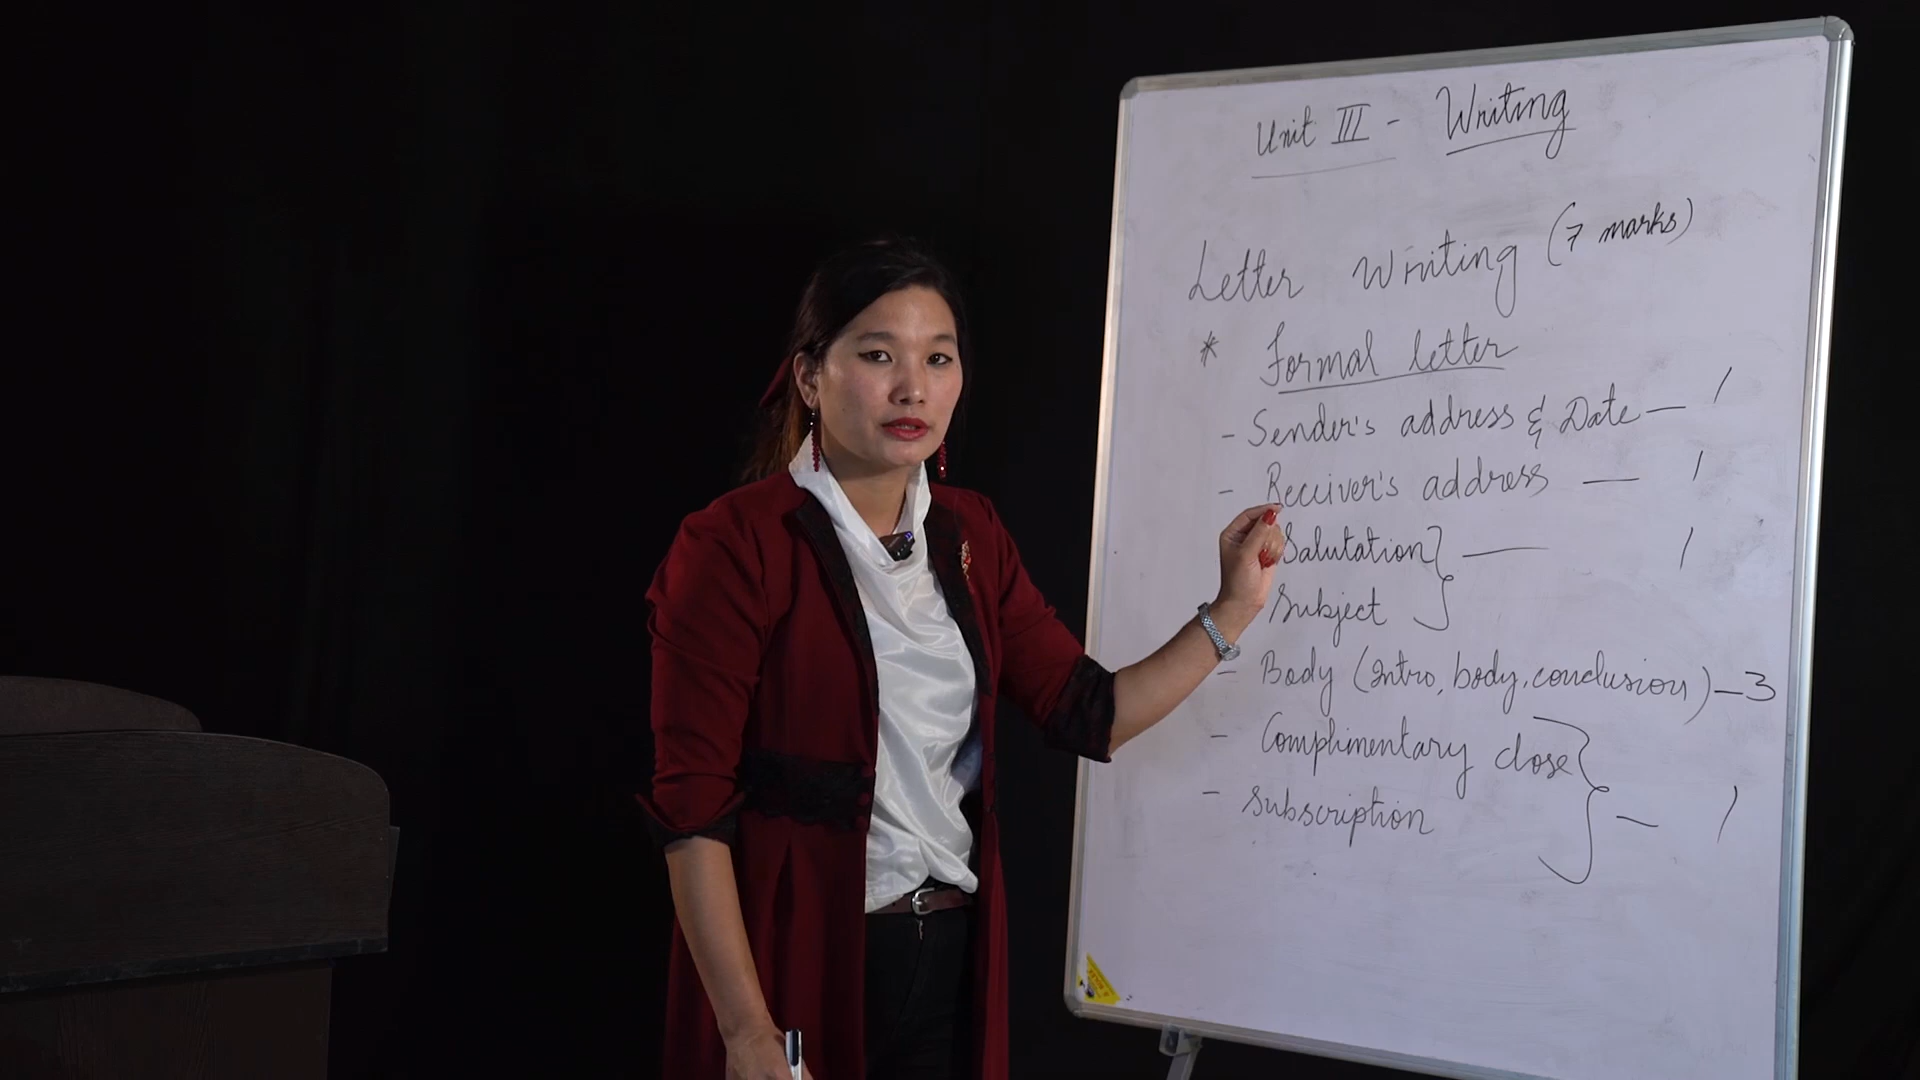 Unit III - Writing
Letter Writing (7 marks)
* Formal letter
- Sender's address & Date — 1
- Receiver's address — 1
Salutation } — 1
Subject
- Body (Intro, body, conclusion) — 3
- Complimentary close
- Subscription } — 1